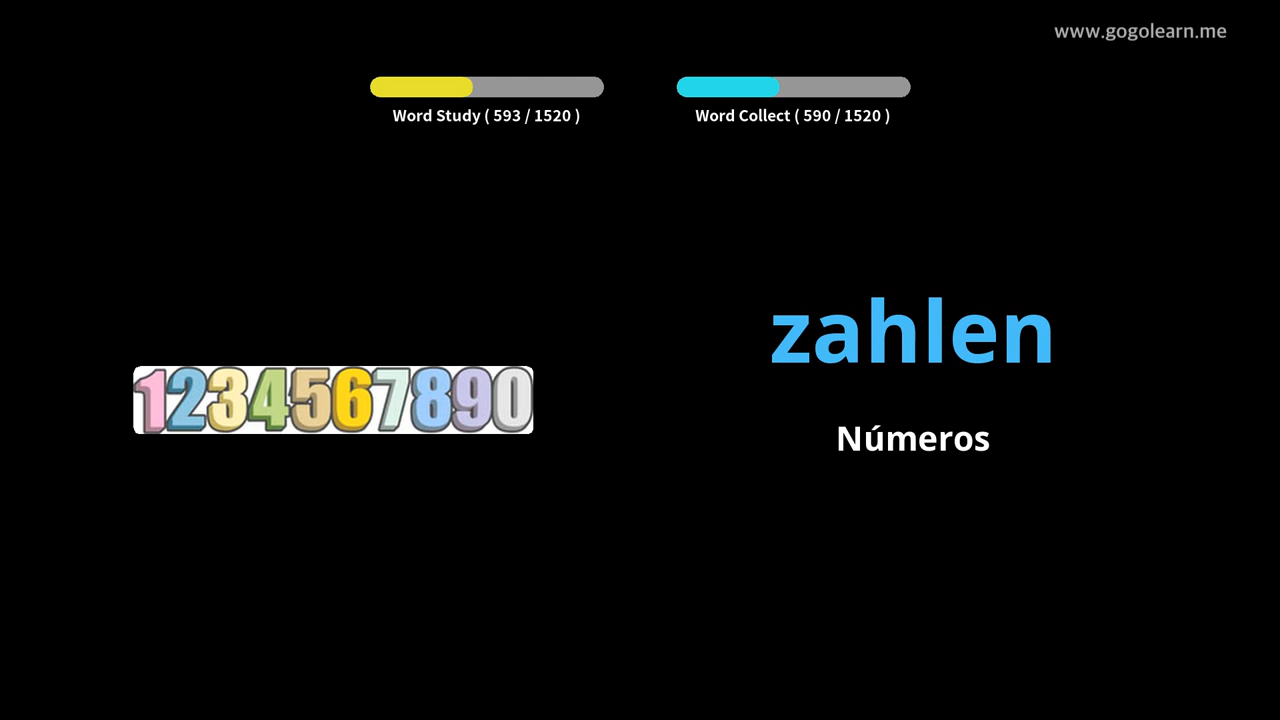 www.gogolearn.me
Word Study ( 593 / 1520 )
Word Collect ( 590 / 1520 )
zahlen
1234567890
Números